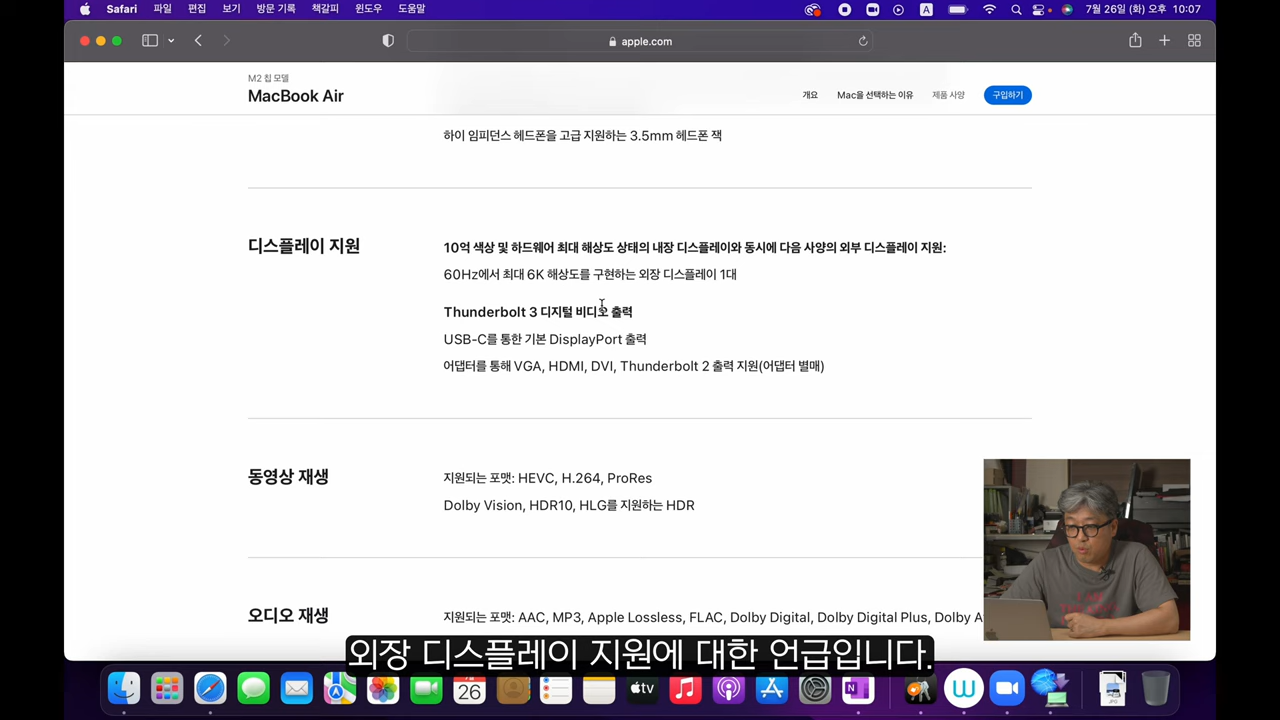 Safari 파일 편집 보기 방문 기록 책갈피 윈도우 도움말 A 7월 26일 (화) 오후 10:07
apple.com
M2 칩 모델
MacBook Air
개요 Mac을 선택하는 이유 제품 사양 구입하기
하이 임피던스 헤드폰을 고급 지원하는 3.5mm 헤드폰 잭
디스플레이 지원
10억 색상 및 하드웨어 최대 해상도 상태의 내장 디스플레이와 동시에 다음 사양의 외부 디스플레이 지원:
60Hz에서 최대 6K 해상도를 구현하는 외장 디스플레이 1대
Thunderbolt 3 디지털 비디오 출력
USB-C를 통한 기본 DisplayPort 출력
어댑터를 통해 VGA, HDMI, DVI, Thunderbolt 2 출력 지원(어댑터 별매)
동영상 재생
지원되는 포맷: HEVC, H.264, ProRes
Dolby Vision, HDR10, HLG를 지원하는 HDR
오디오 재생
지원되는 포맷: AAC, MP3, Apple Lossless, FLAC, Dolby Digital, Dolby Digital Plus, Dolby A
외장 디스플레이 지원에 대한 언급입니다.
7월
26
tv
N
W
JPG